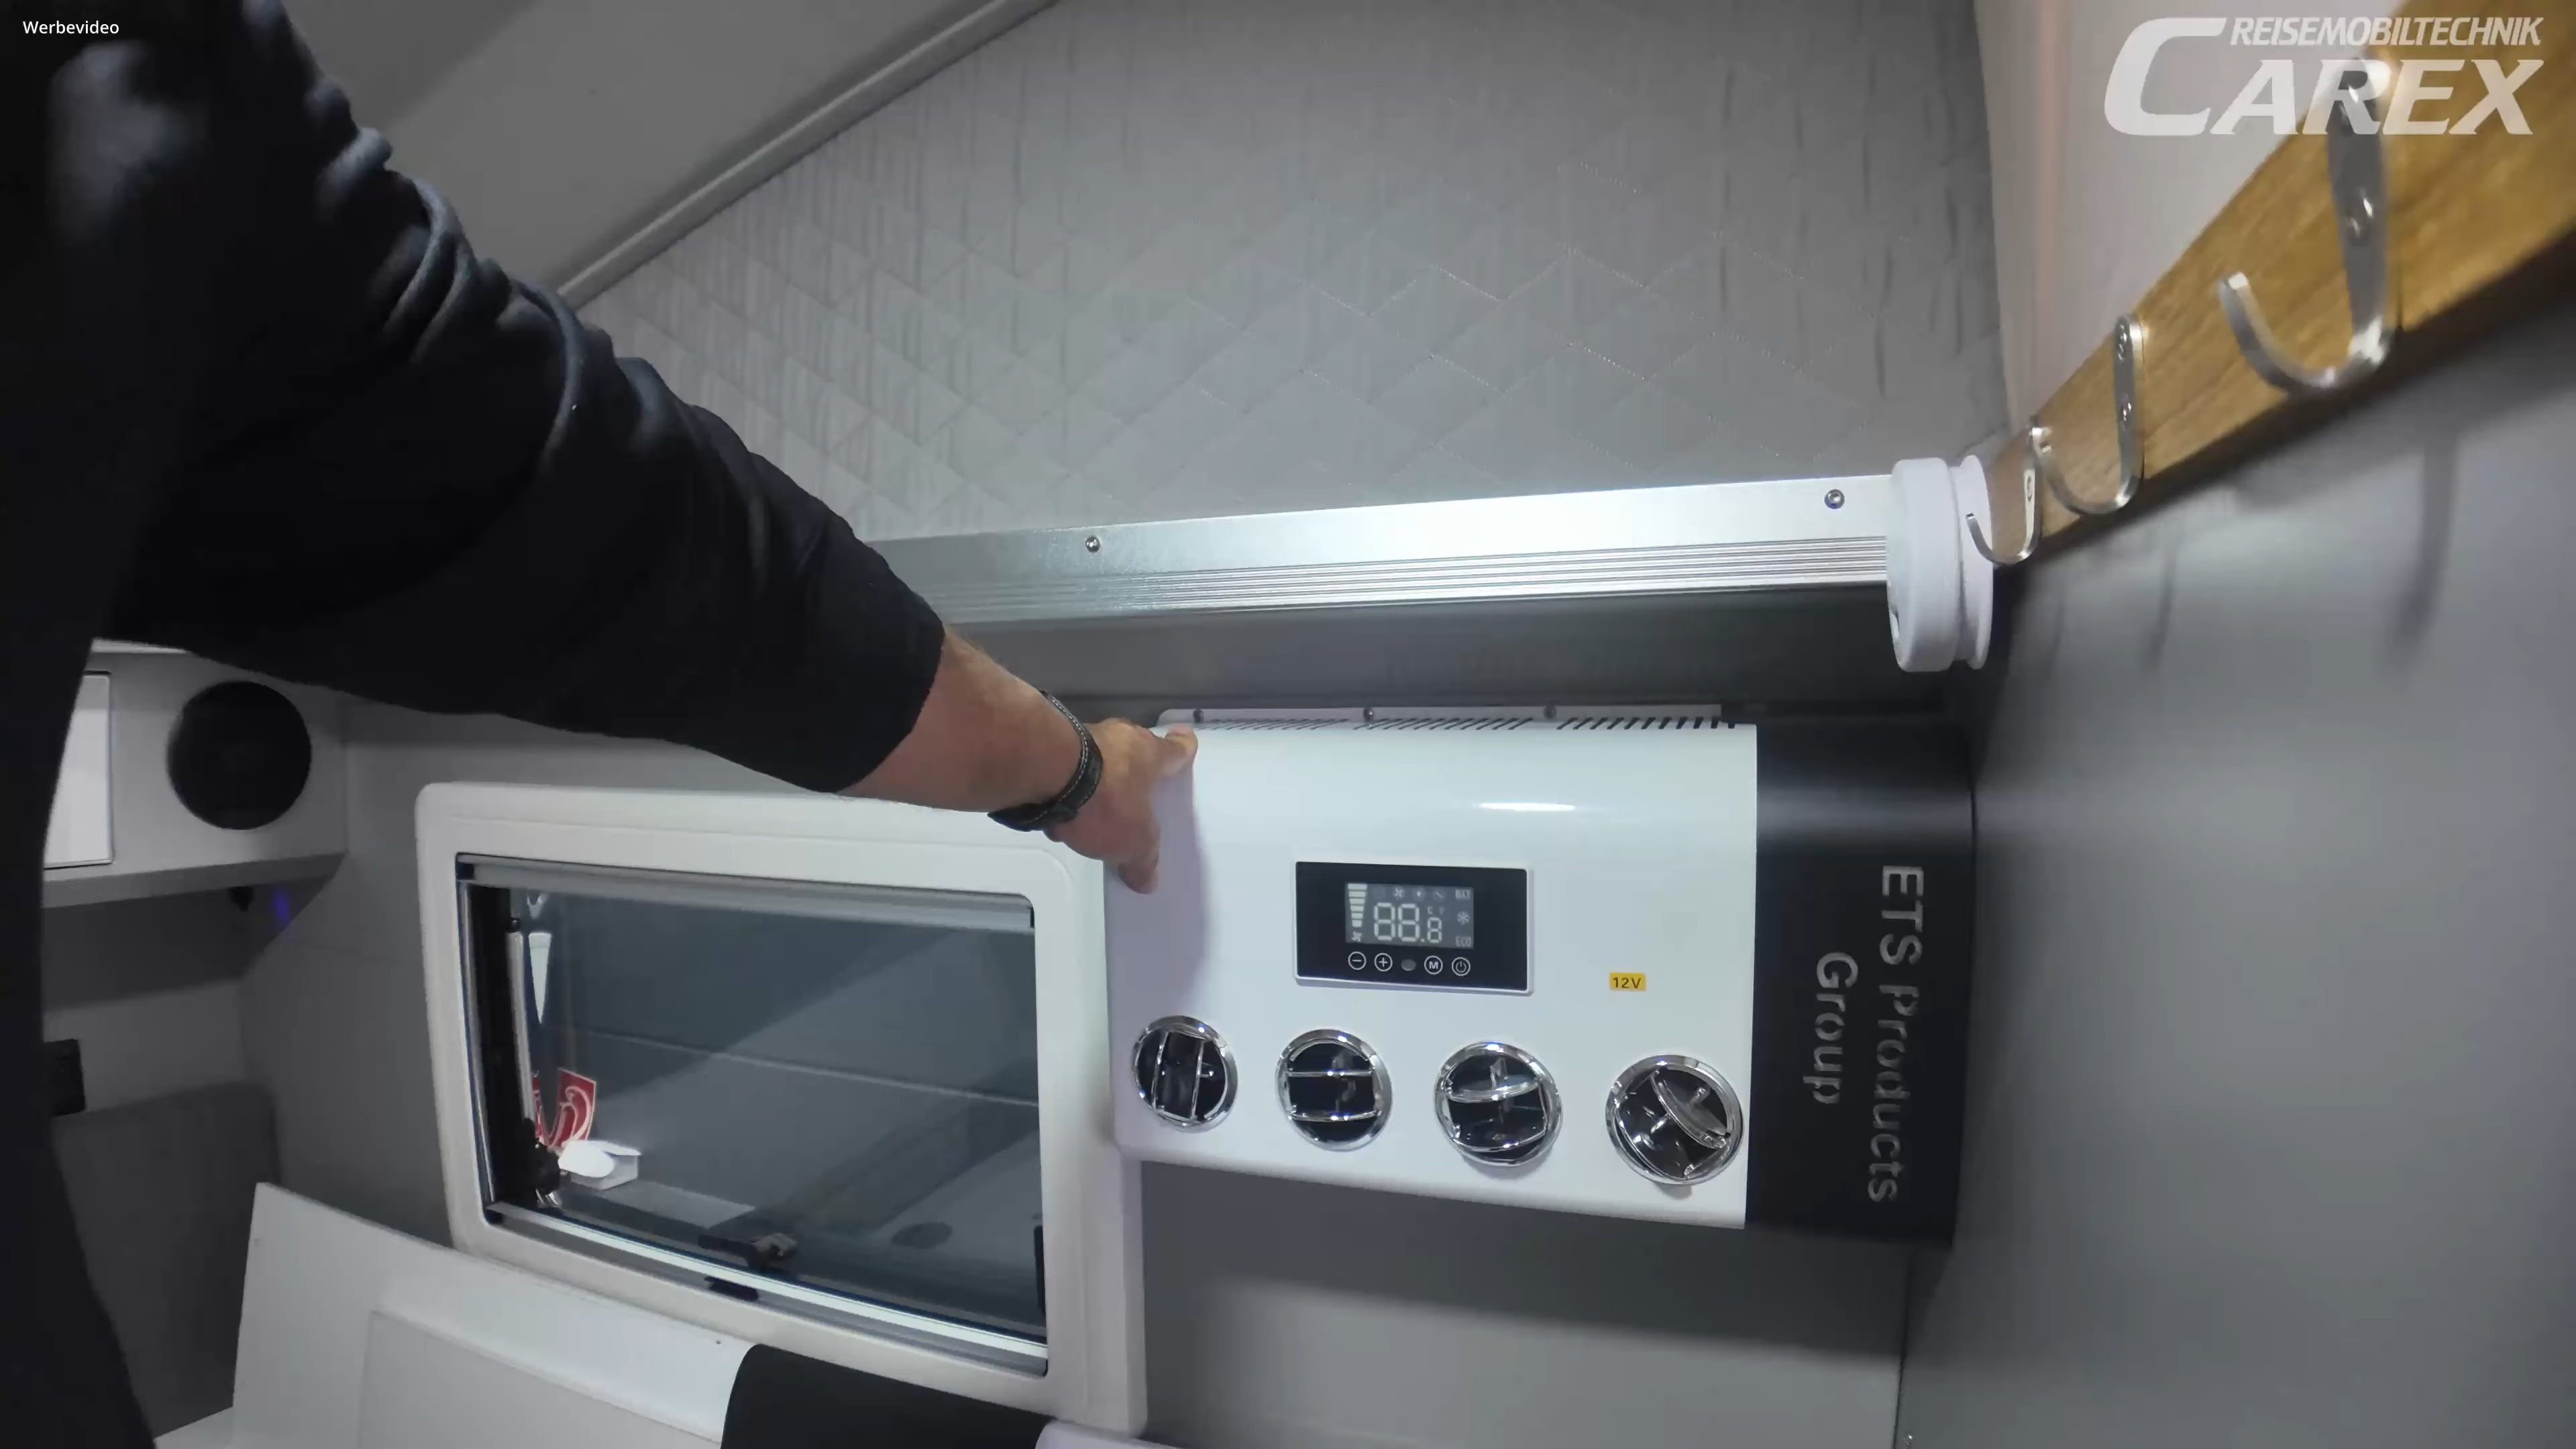 Werbevideo
REISEMOBILTECHNIK
CAREX
88.8
ECO
M
12V
ETS Products
Group